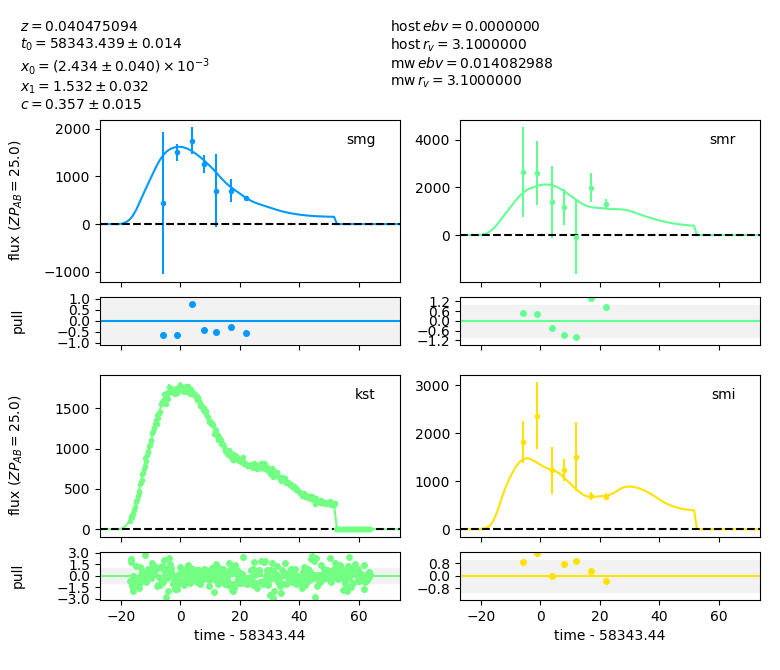 z = 0.040475094
t₀ = 58343.439 ± 0.014
x₀ = (2.434 ± 0.040) × 10⁻³
x₁ = 1.532 ± 0.032
c = 0.357 ± 0.015
host ebv = 0.0000000
host r_v = 3.1000000
mw ebv = 0.014082988
mw r_v = 3.1000000
smg
2000
1000
0
−1000
flux (ZP_AB = 25.0)
smr
4000
2000
0
1.0
0.5
0.0
−0.5
−1.0
pull
1.2
0.6
0.0
−0.6
−1.2
kst
1500
1000
500
0
flux (ZP_AB = 25.0)
smi
3000
2000
1000
0
3.0
1.5
0.0
−1.5
−3.0
pull
0.8
0.0
−0.8
−20 0 20 40 60
time - 58343.44
−20 0 20 40 60
time - 58343.44